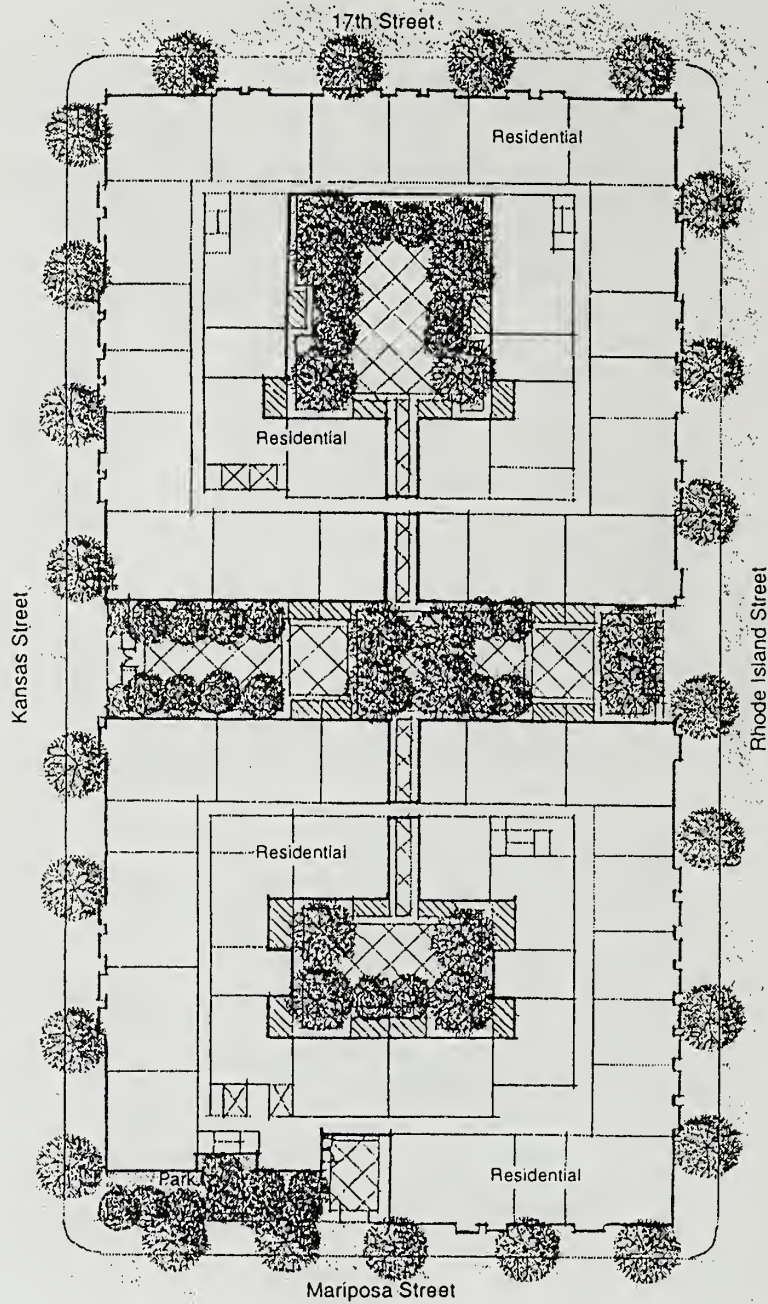 17th Street
Residential
Residential
Kansas Street
Rhode Island Street
Residential
Park
Residential
Mariposa Street